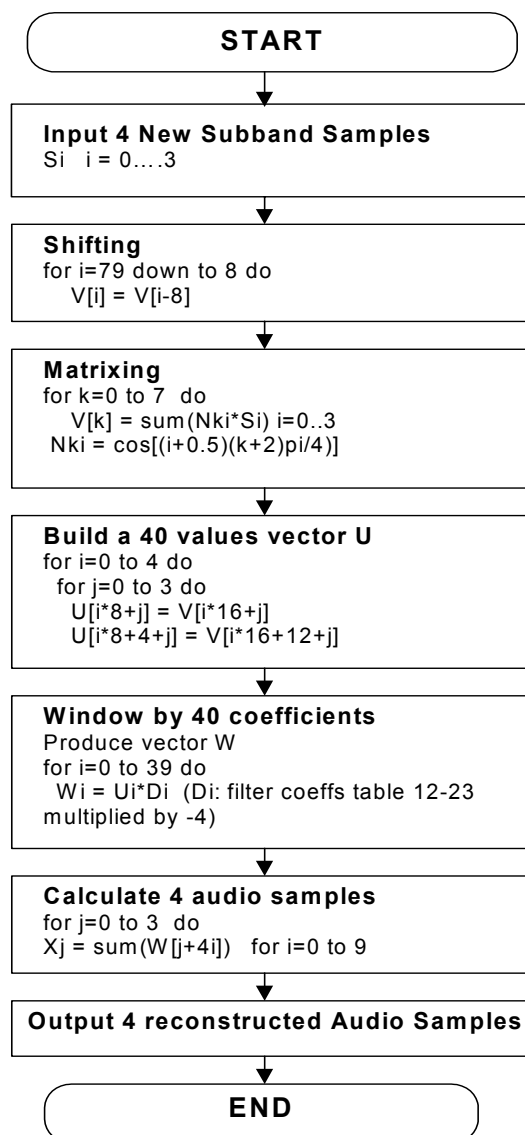 START
Input 4 New Subband Samples
Si i = 0....3
Shifting
for i=79 down to 8 do
V[i] = V[i-8]
Matrixing
for k=0 to 7 do
V[k] = sum(Nki*Si) i=0..3
Nki = cos[(i+0.5)(k+2)pi/4)]
Build a 40 values vector U
for i=0 to 4 do
for j=0 to 3 do
U[i*8+j] = V[i*16+j]
U[i*8+4+j] = V[i*16+12+j]
Window by 40 coefficients
Produce vector W
for i=0 to 39 do
Wi = Ui*Di (Di: filter coeffs table 12-23
multiplied by -4)
Calculate 4 audio samples
for j=0 to 3 do
Xj = sum(W[j+4i]) for i=0 to 9
Output 4 reconstructed Audio Samples
END